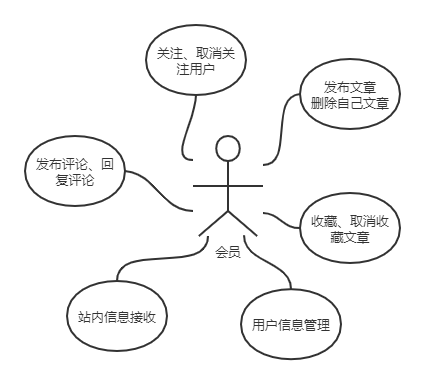 关注、取消关
注用户
发布文章
删除自己文章
发布评论、回
复评论
收藏、取消收
藏文章
会员
站内信息接收
用户信息管理